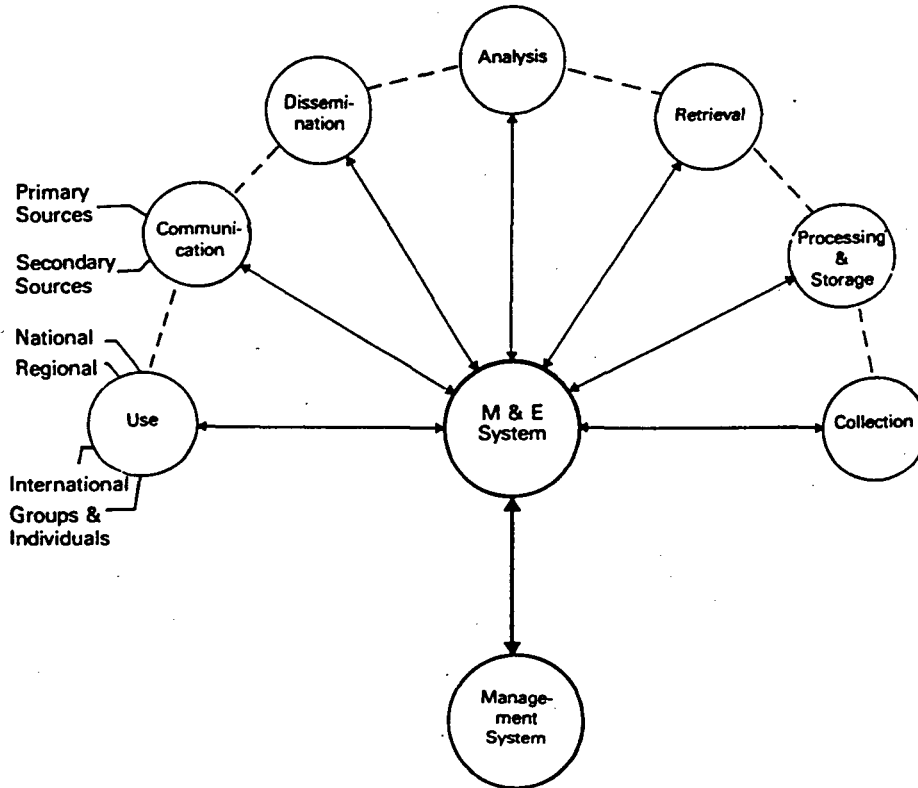 Analysis
Dissemi-
nation
Retrieval
Primary
Sources
Communi-
cation
Secondary
Sources
Processing
&
Storage
National
Regional
Use
M & E
System
Collection
International
Groups &
Individuals
Manage-
ment
System